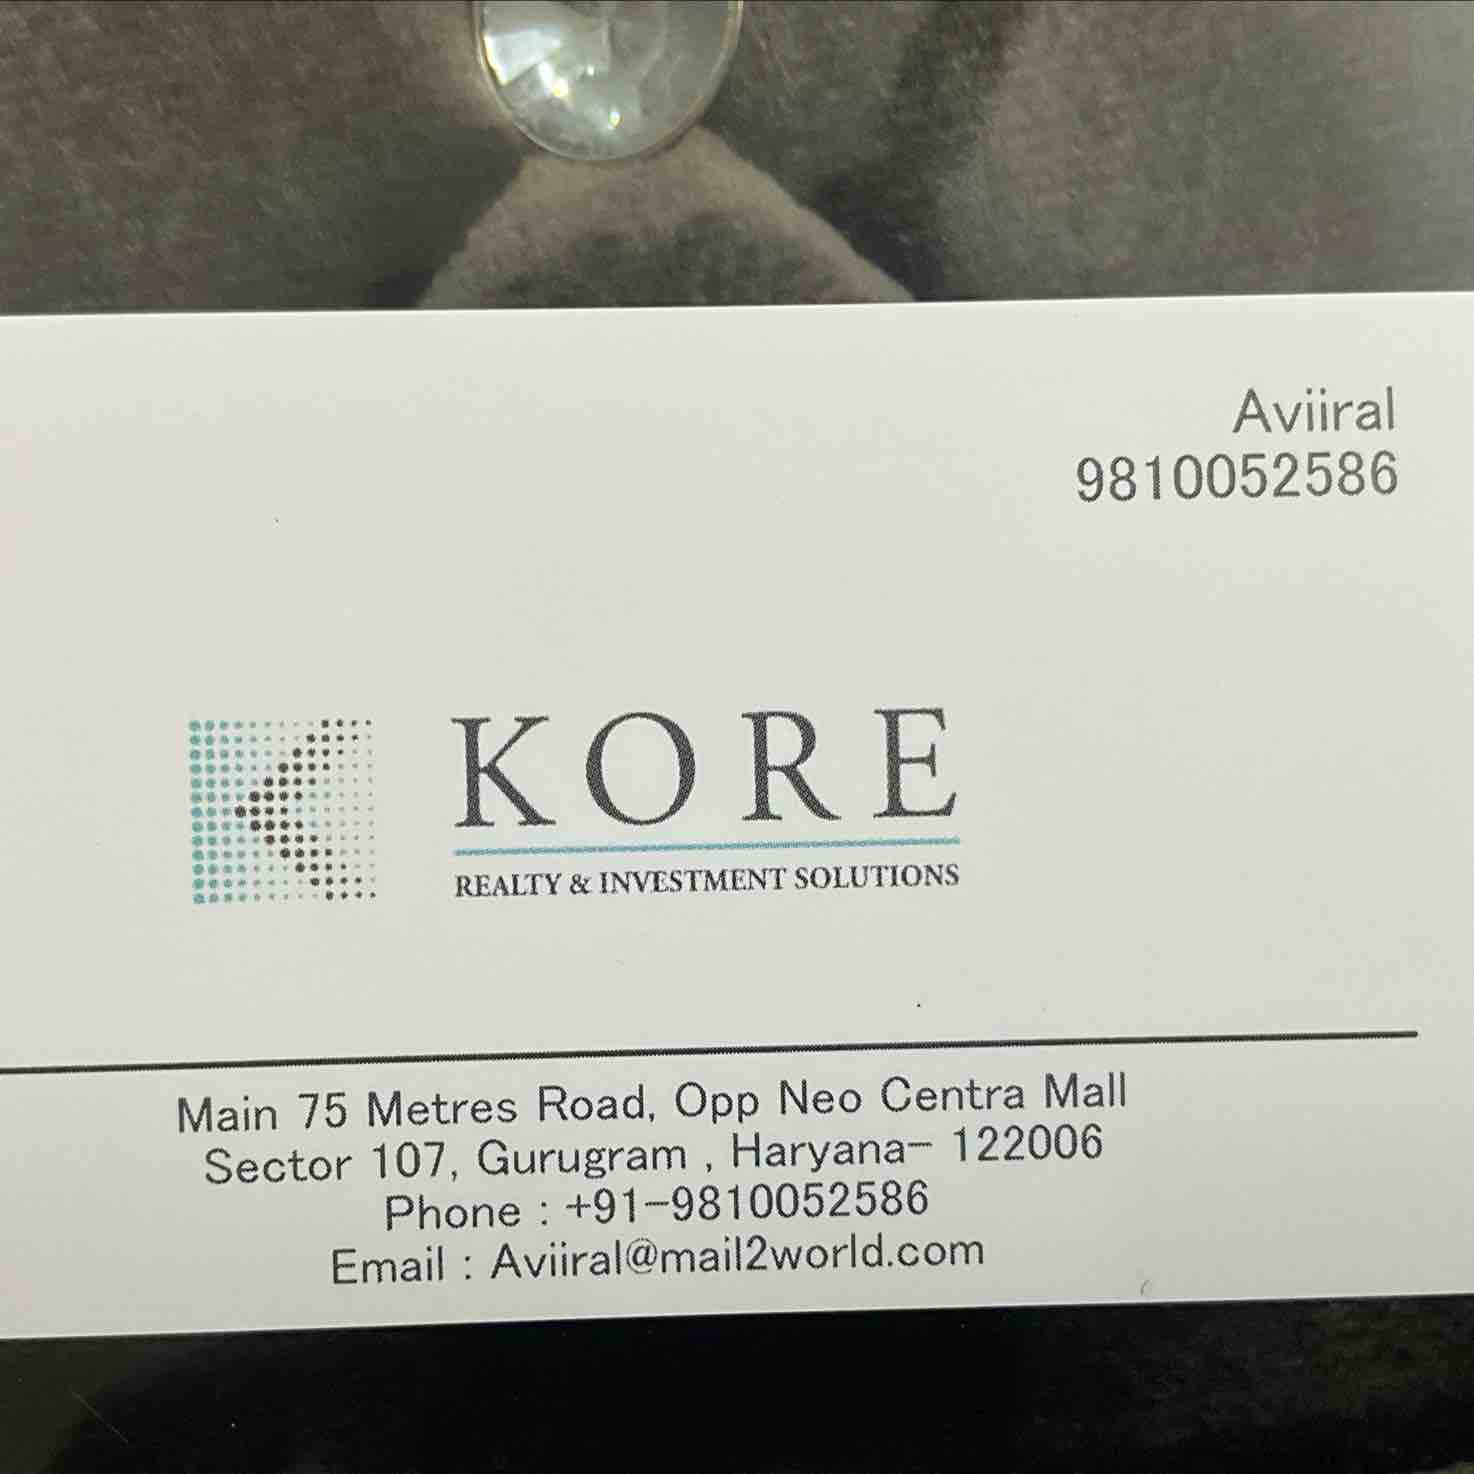 Aviiral
9810052586
KORE
REALTY & INVESTMENT SOLUTIONS
Main 75 Metres Road, Opp Neo Centra Mall
Sector 107, Gurugram , Haryana- 122006
Phone : +91-9810052586
Email : Aviiral@mail2world.com